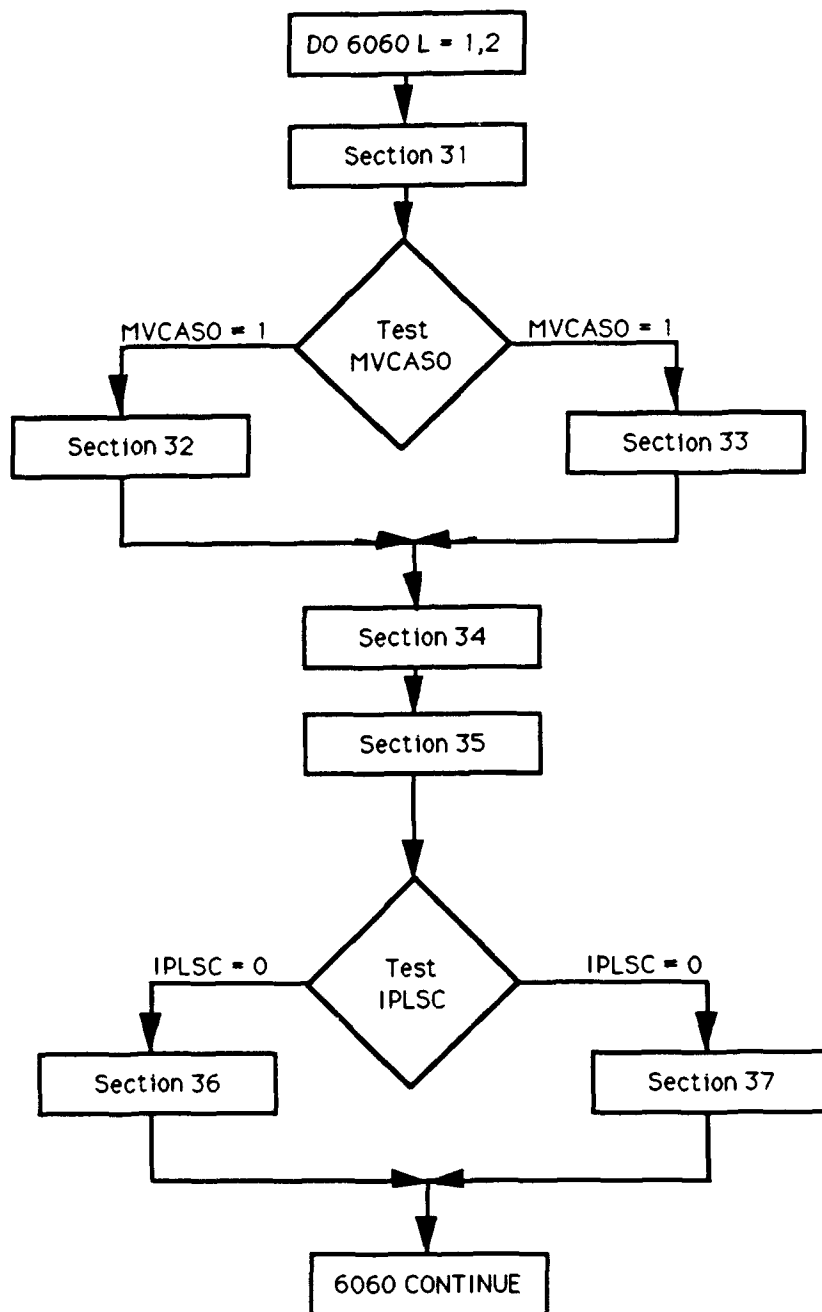 DO 6060 L = 1,2
Section 31
Test
MVCASO
MVCASO = 1
MVCASO = 1
Section 32
Section 33
Section 34
Section 35
Test
IPLSC
IPLSC = 0
IPLSC = 0
Section 36
Section 37
6060 CONTINUE